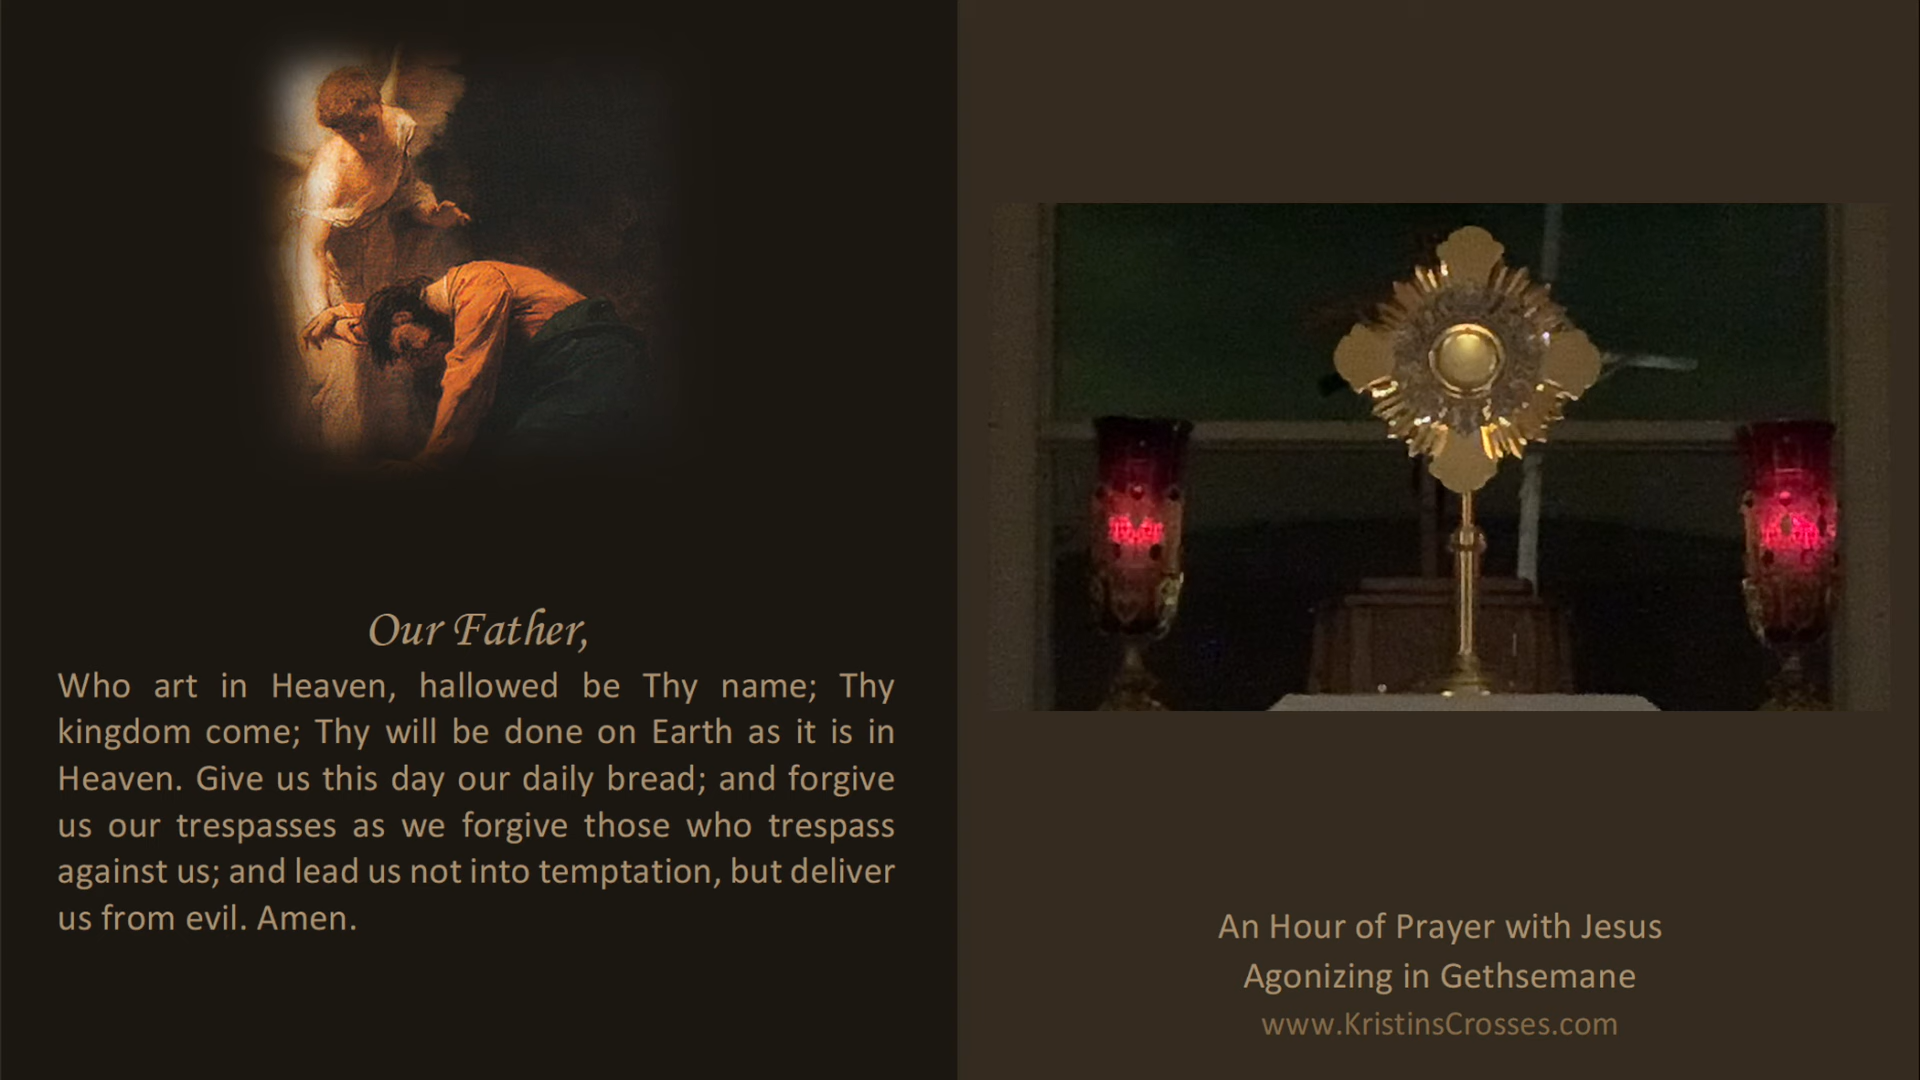 Our Father,
Who art in Heaven, hallowed be Thy name; Thy
kingdom come; Thy will be done on Earth as it is in
Heaven. Give us this day our daily bread; and forgive
us our trespasses as we forgive those who trespass
against us; and lead us not into temptation, but deliver
us from evil. Amen.
An Hour of Prayer with Jesus
Agonizing in Gethsemane
www.KristinsCrosses.com